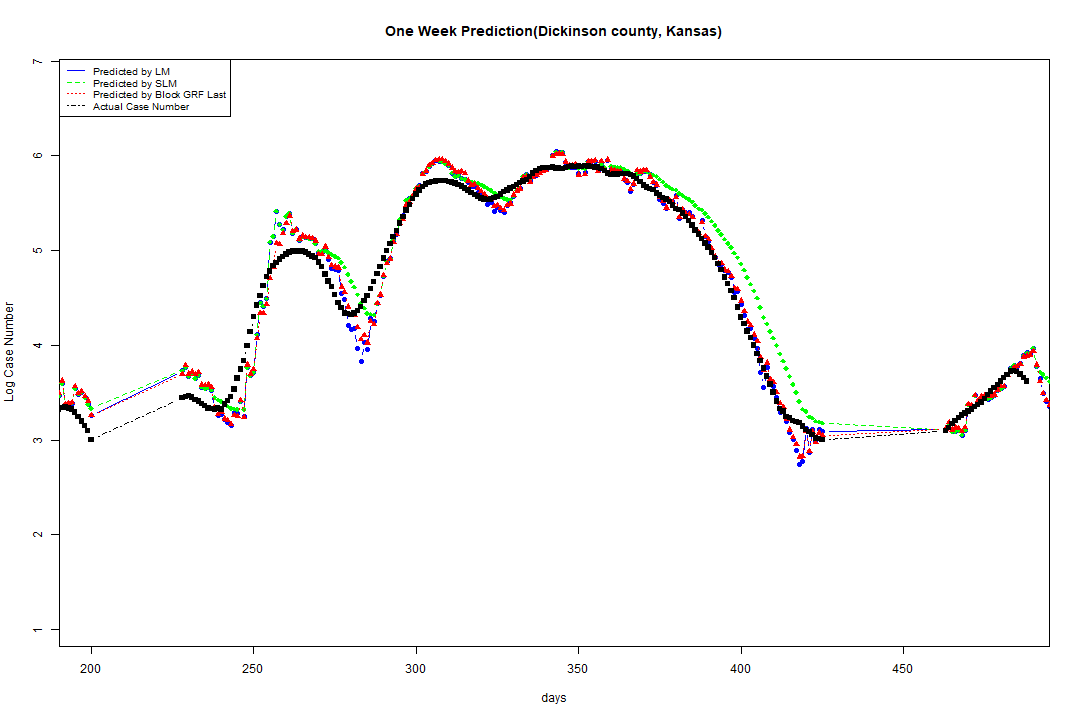 One Week Prediction(Dickinson county, Kansas)
7
Predicted by LM
Predicted by SLM
Predicted by Block GRF Last
Actual Case Number
6
5
4
3
2
1
Log Case Number
200 250 300 350 400 450
days